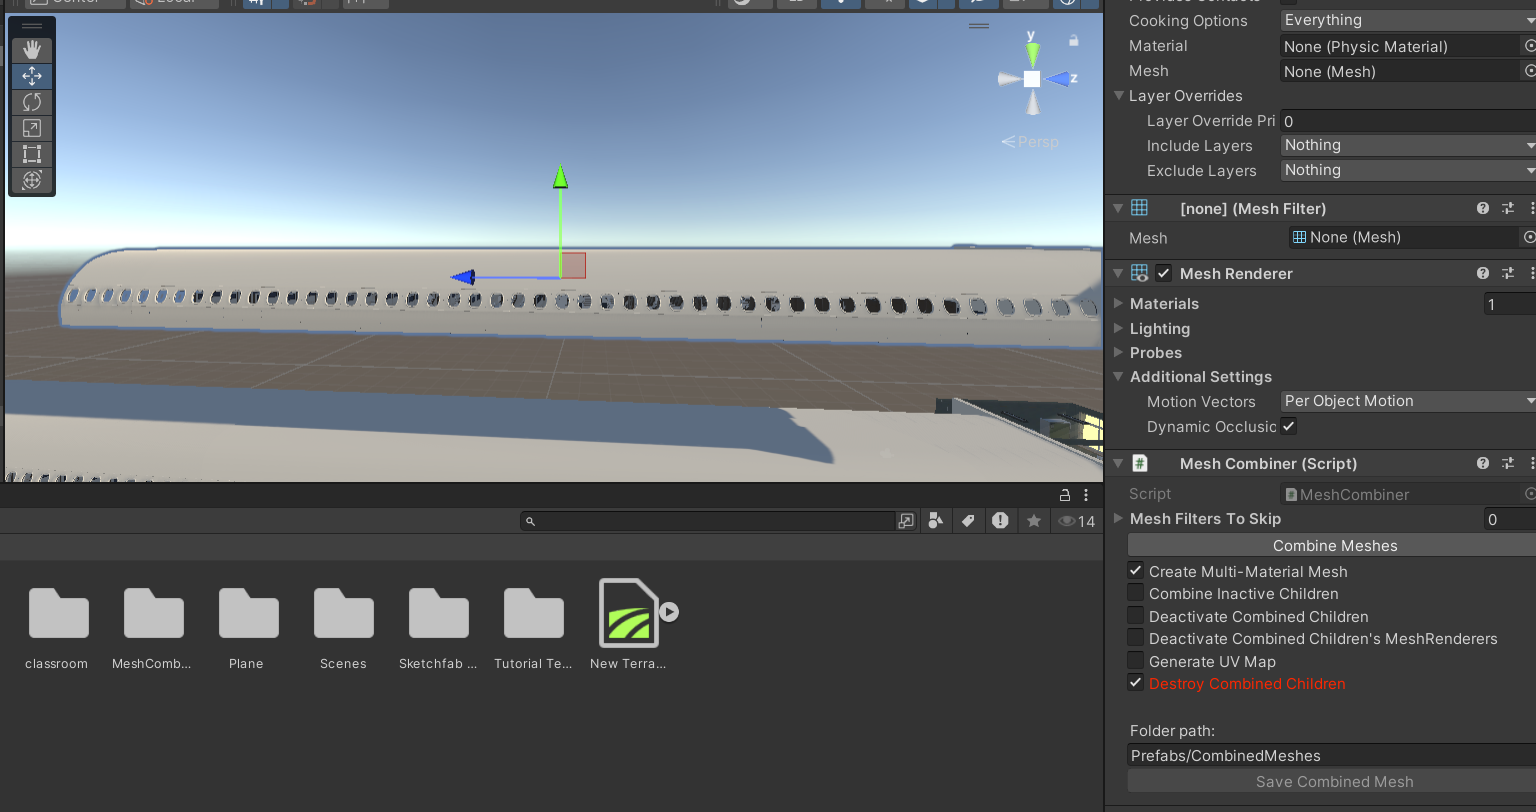 Center
Local
y
z
Persp
14
classroom
MeshComb...
Plane
Scenes
Sketchfab ...
Tutorial Te...
New Terra...
Provides Contacts
Cooking Options Everything
Material None (Physic Material)
Mesh None (Mesh)
Layer Overrides
Layer Override Pri 0
Include Layers Nothing
Exclude Layers Nothing
[none] (Mesh Filter)
Mesh None (Mesh)
Mesh Renderer
Materials 1
Lighting
Probes
Additional Settings
Motion Vectors Per Object Motion
Dynamic Occlusic
Mesh Combiner (Script)
Script MeshCombiner
Mesh Filters To Skip 0
Combine Meshes
Create Multi-Material Mesh
Combine Inactive Children
Deactivate Combined Children
Deactivate Combined Children's MeshRenderers
Generate UV Map
Destroy Combined Children
Folder path:
Prefabs/CombinedMeshes
Save Combined Mesh